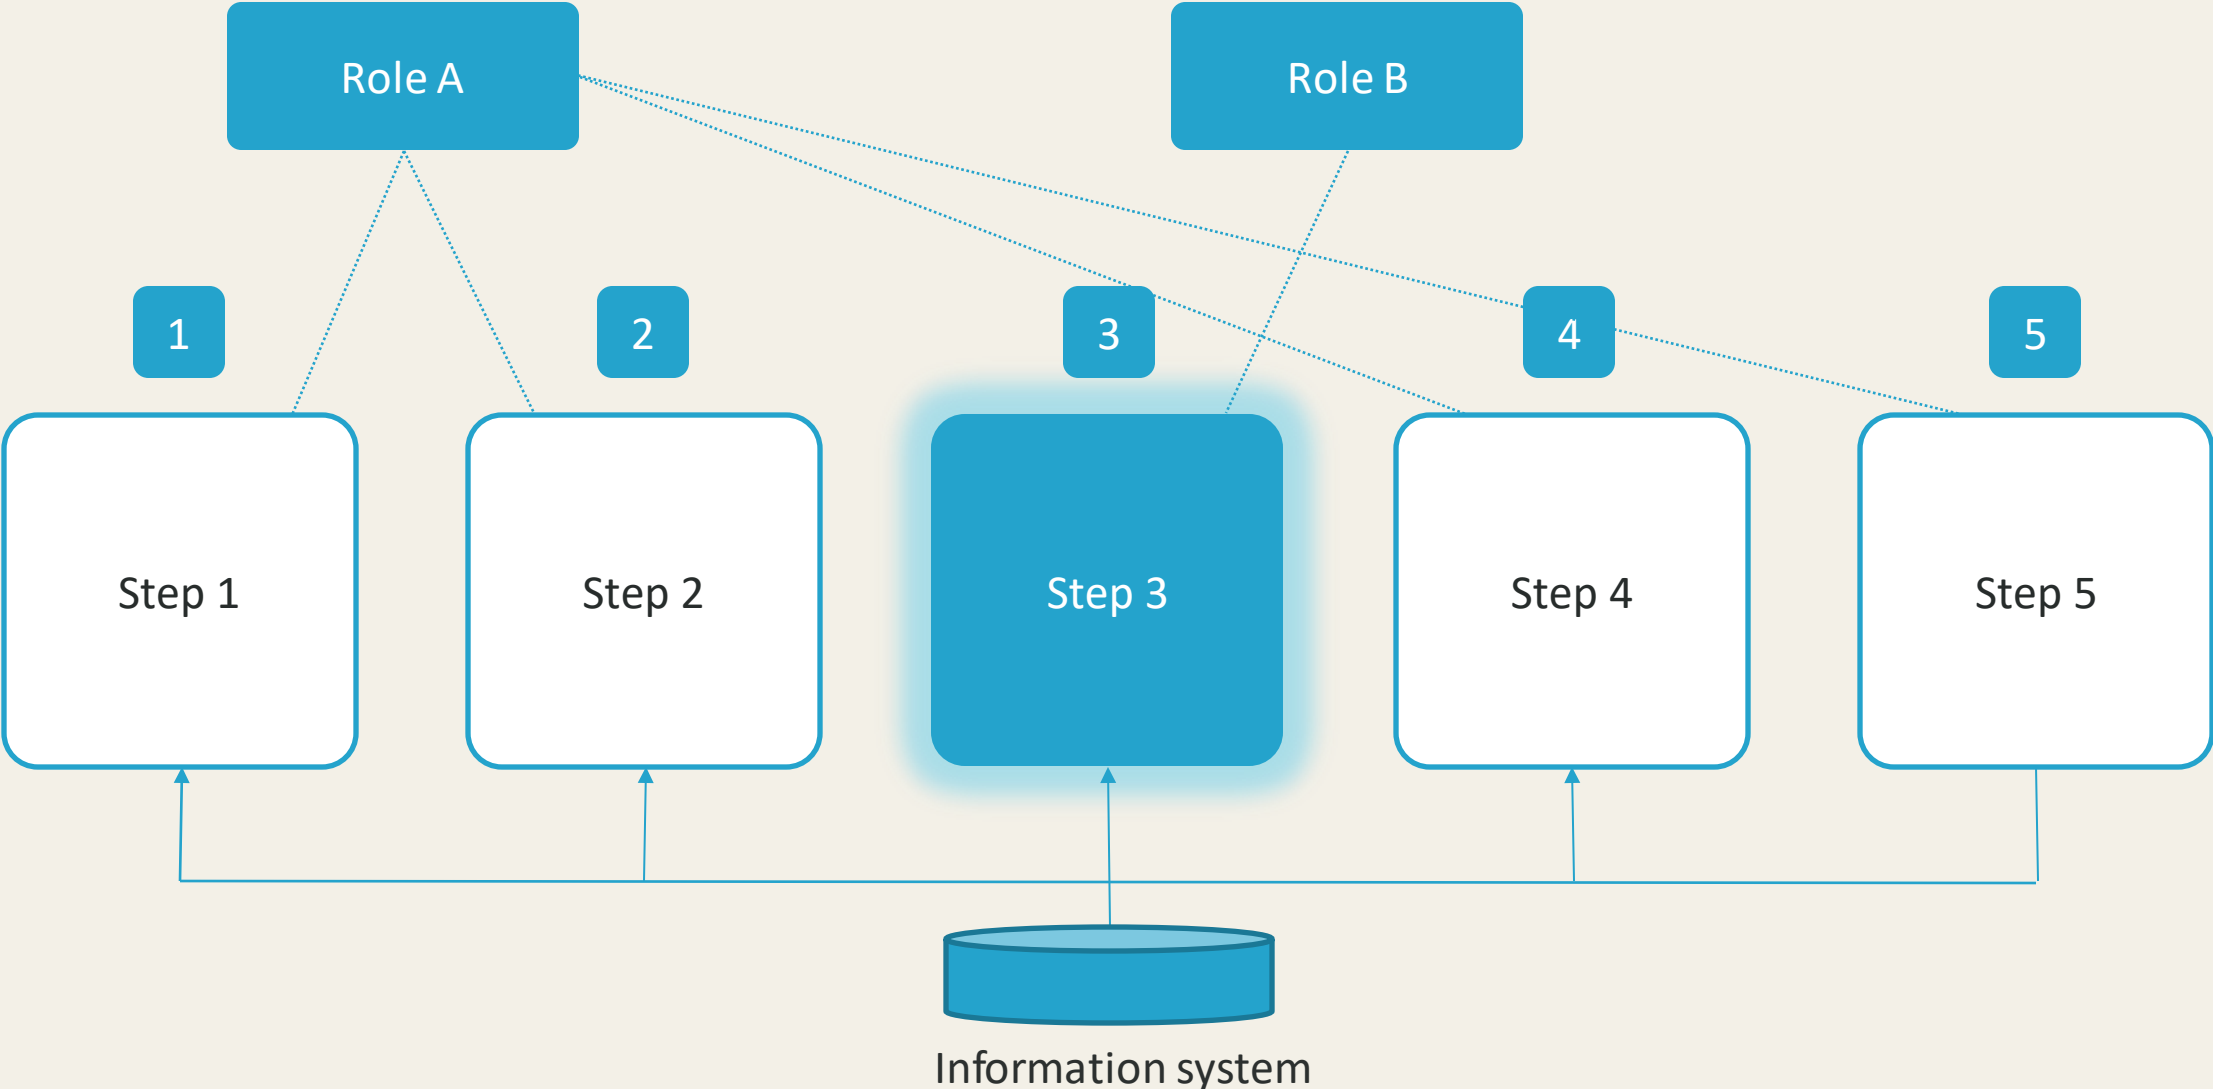 Role A
Role B
1
2
3
4
5
Step 1
Step 2
Step 3
Step 4
Step 5
Information system